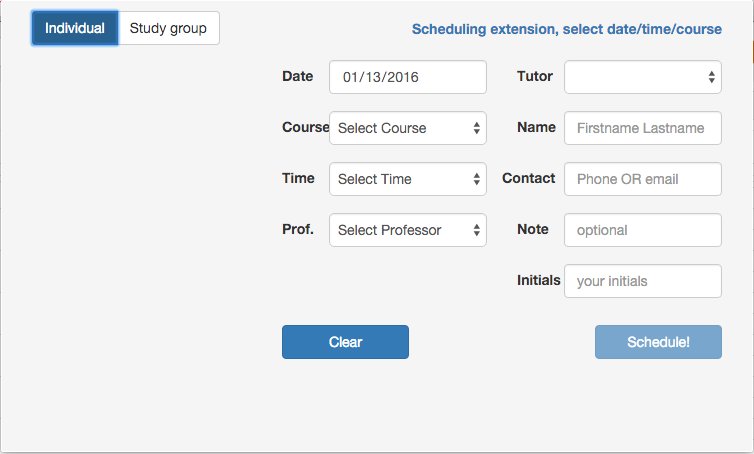 Individual Study group
Scheduling extension, select date/time/course
Date 01/13/2016 Tutor
Course Select Course Name Firstname Lastname
Time Select Time Contact Phone OR email
Prof. Select Professor Note optional
Initials your initials
Clear Schedule!